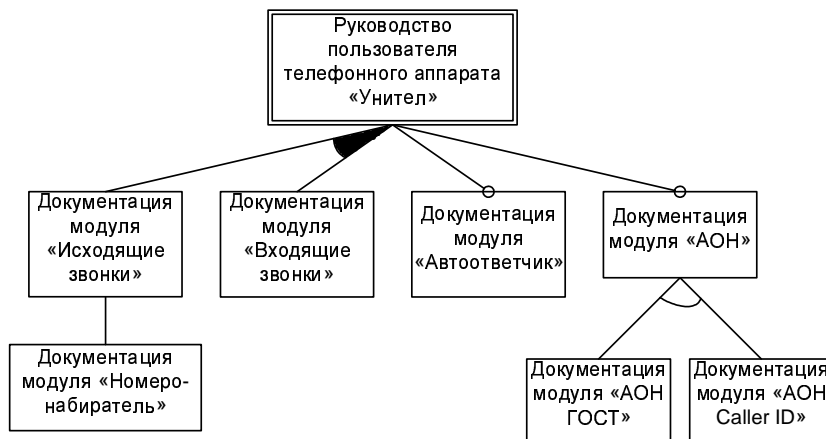 Руководство
пользователя
телефонного аппарата
«Унител»
Документация
модуля
«Исходящие
звонки»
Документация
модуля
«Входящие
звонки»
Документация
модуля
«Автоответчик»
Документация
модуля «АОН»
Документация
модуля «Номеро-
набиратель»
Документация
модуля «АОН
ГОСТ»
Документация
модуля «АОН
Caller ID»